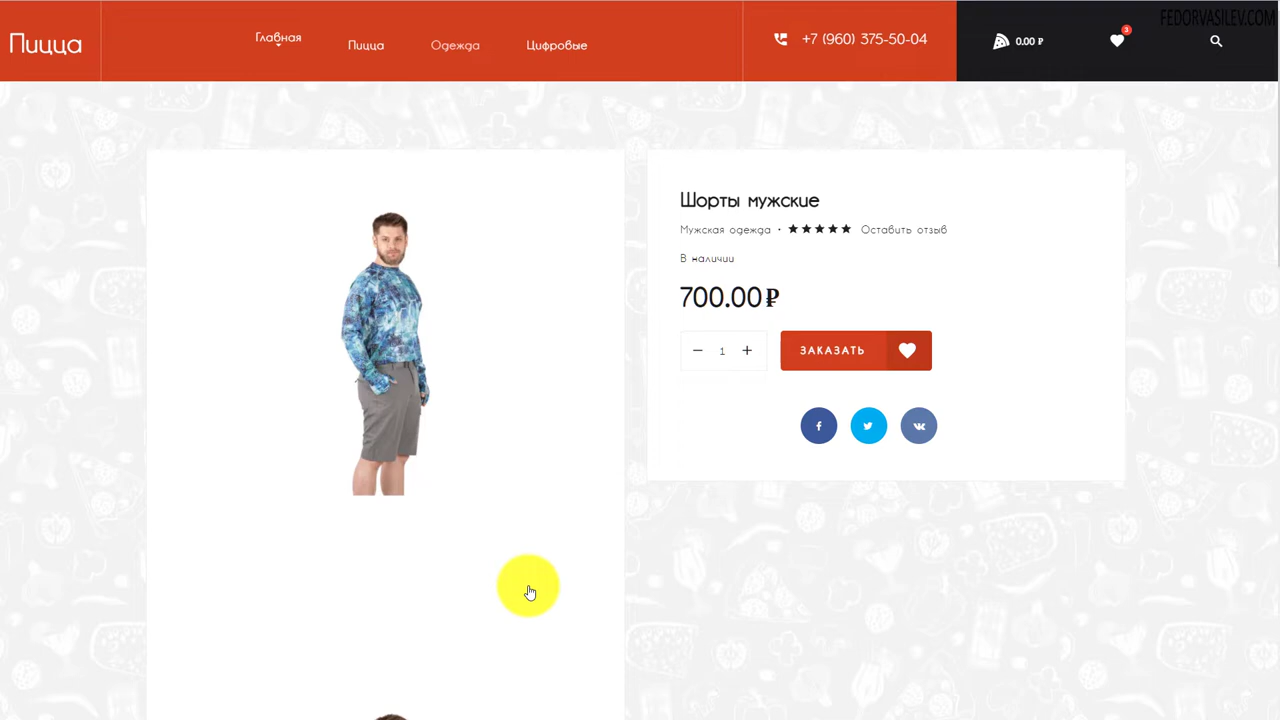 FEDORVASILEV.COM
Пицца
Главная
Пицца
Одежда
Цифровые
+7 (960) 375-50-04
0.00 ₽
3
Шорты мужские
Мужская одежда • ★★★★★ Оставить отзыв
В наличии
700.00 ₽
− 1 +
ЗАКАЗАТЬ